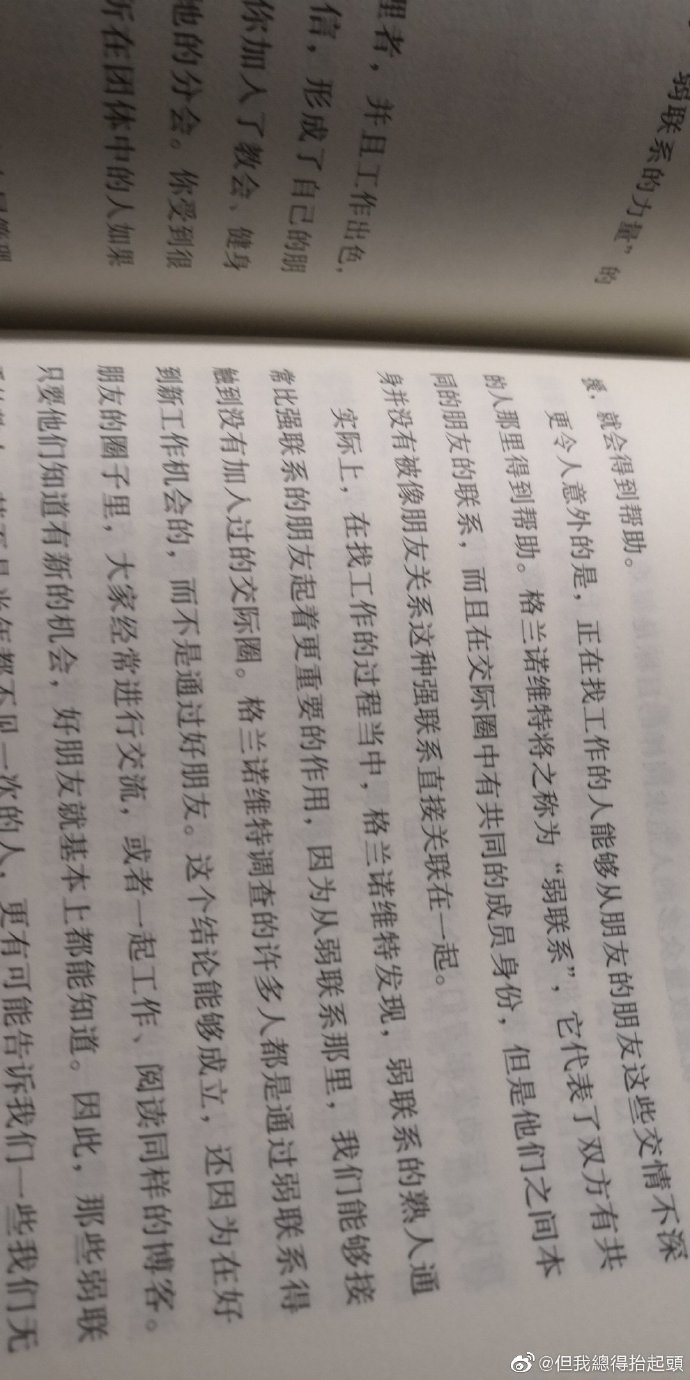 弱联系的力量”的
理者，并且工作出色，
信，形成了自己的朋
你加入了教会、健身
地的分会。你受到很
所在团体中的人如果
援，就会得到帮助。
更令人意外的是，正在找工作的人能够从朋友的朋友这些交情不深
的人那里得到帮助。格兰诺维特将之称为“弱联系”，它代表了双方有共
同的朋友的联系，而且在交际圈中有共同的成员身份，但是他们之间本
身并没有被像朋友关系这种强联系直接关联在一起。
实际上，在找工作的过程当中，格兰诺维特发现，弱联系的熟人通
常比强联系的朋友起着更重要的作用，因为从弱联系那里，我们能够接
触到没有加入过的交际圈。格兰诺维特调查的许多人都是通过弱联系得
到新工作机会的，而不是通过好朋友。这个结论能够成立，还因为在好
朋友的圈子里，大家经常进行交流，或者一起工作、阅读同样的博客。
只要他们知道有新的机会，好朋友就基本上都能知道。因此，那些弱联
年都不见一次的人，更有可能告诉我们一些我们无
@但我總得抬起頭